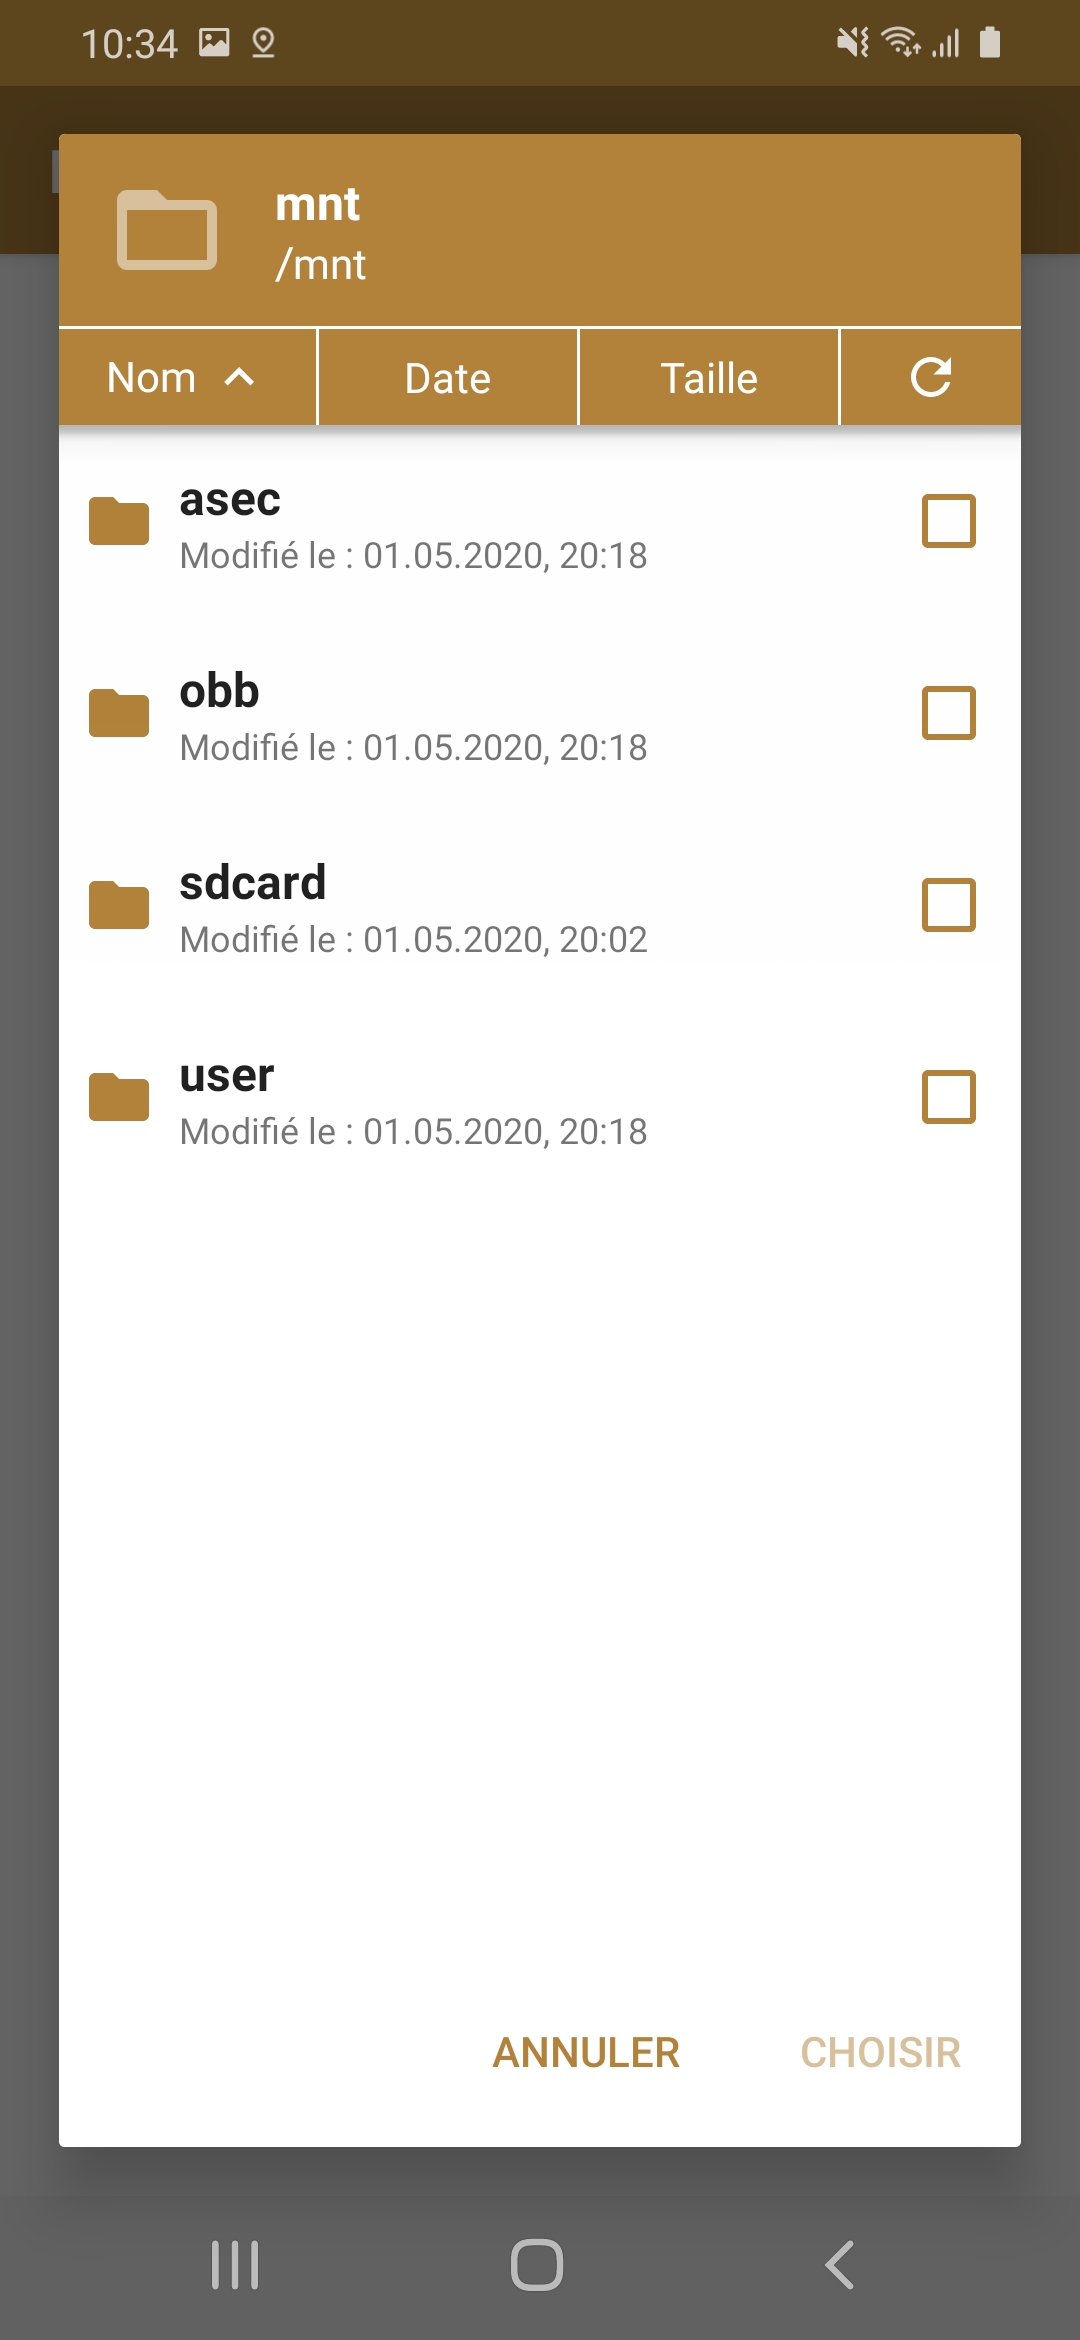 10:34
mnt
/mnt
Nom
Date
Taille
asec
Modifié le : 01.05.2020, 20:18
obb
Modifié le : 01.05.2020, 20:18
sdcard
Modifié le : 01.05.2020, 20:02
user
Modifié le : 01.05.2020, 20:18
ANNULER
CHOISIR